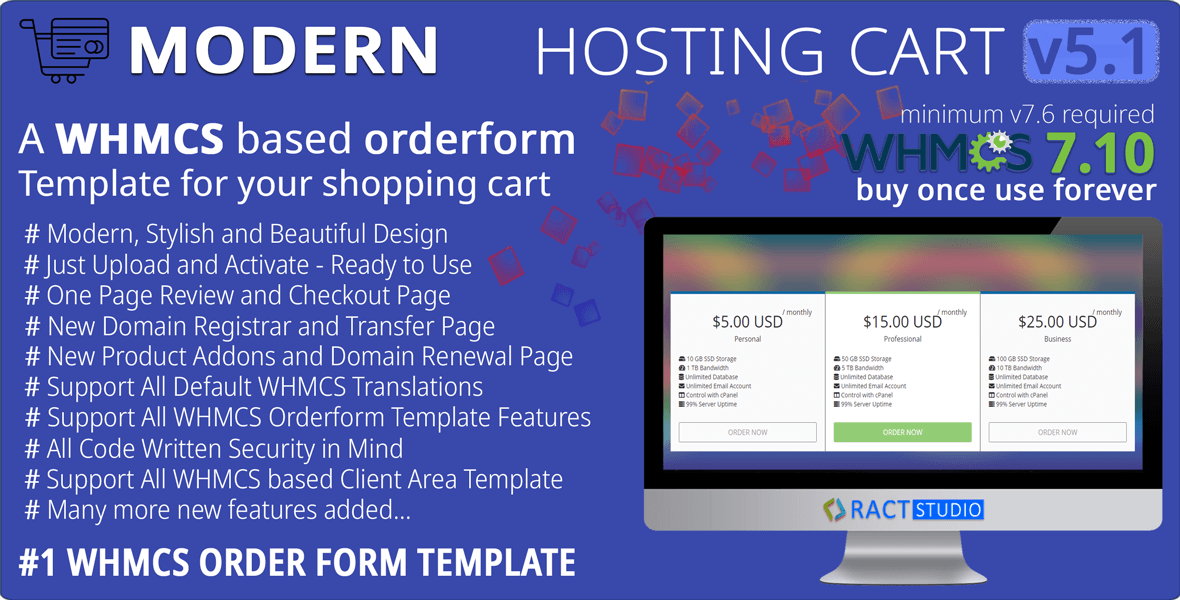 MODERN HOSTING CART v5.1
minimum v7.6 required
WHMCS 7.10
buy once use forever
A WHMCS based orderform
Template for your shopping cart
# Modern, Stylish and Beautiful Design
# Just Upload and Activate - Ready to Use
# One Page Review and Checkout Page
# New Domain Registrar and Transfer Page
# New Product Addons and Domain Renewal Page
# Support All Default WHMCS Translations
# Support All WHMCS Orderform Template Features
# All Code Written Security in Mind
# Support All WHMCS based Client Area Template
# Many more new features added...
#1 WHMCS ORDER FORM TEMPLATE
/ monthly
$5.00 USD
Personal
10 GB SSD Storage
1 TB Bandwidth
Unlimited Database
Unlimited Email Account
Control with cPanel
99% Server Uptime
ORDER NOW
/ monthly
$15.00 USD
Professional
50 GB SSD Storage
5 TB Bandwidth
Unlimited Database
Unlimited Email Account
Control with cPanel
99% Server Uptime
ORDER NOW
/ monthly
$25.00 USD
Business
100 GB SSD Storage
10 TB Bandwidth
Unlimited Database
Unlimited Email Account
Control with cPanel
99% Server Uptime
ORDER NOW
RACTSTUDIO